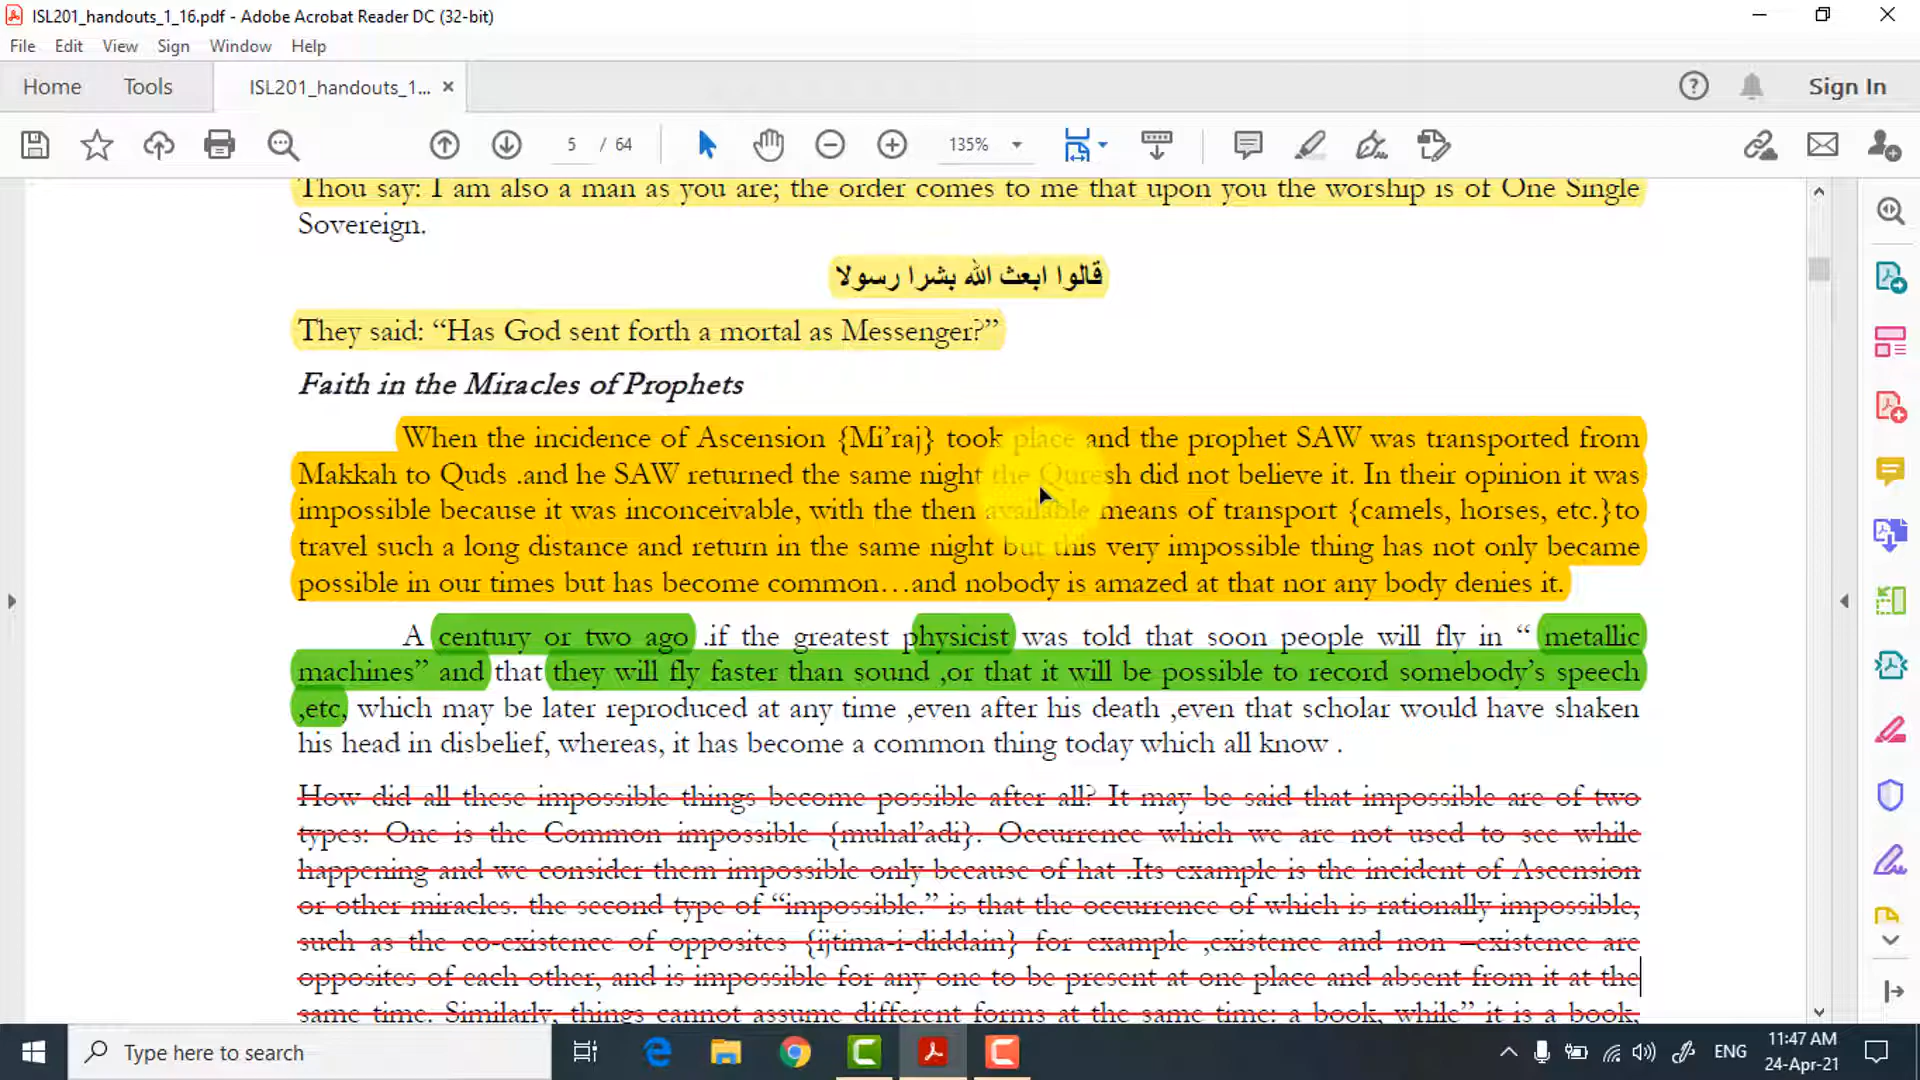 ISL201_handouts_1_16.pdf - Adobe Acrobat Reader DC (32-bit)
File Edit View Sign Window Help
Home Tools ISL201_handouts_1... × Sign In
5 / 64 135%
Thou say: I am also a man as you are; the order comes to me that upon you the worship is of One Single
Sovereign.
قالوا ابعث الله بشرا رسولا
They said: “Has God sent forth a mortal as Messenger?”
Faith in the Miracles of Prophets
When the incidence of Ascension {Mi’raj} took place and the prophet SAW was transported from
Makkah to Quds .and he SAW returned the same night the Quresh did not believe it. In their opinion it was
impossible because it was inconceivable, with the then available means of transport {camels, horses, etc.}to
travel such a long distance and return in the same night but this very impossible thing has not only became
possible in our times but has become common…and nobody is amazed at that nor any body denies it.
A century or two ago .if the greatest physicist was told that soon people will fly in “ metallic
machines” and that they will fly faster than sound ,or that it will be possible to record somebody’s speech
,etc, which may be later reproduced at any time ,even after his death ,even that scholar would have shaken
his head in disbelief, whereas, it has become a common thing today which all know .
How did all these impossible things become possible after all? It may be said that impossible are of two
types: One is the Common impossible {muhal’adi}. Occurrence which we are not used to see while
happening and we consider them impossible only because of hat .Its example is the incident of Ascension
or other miracles. the second type of “impossible.” is that the occurrence of which is rationally impossible,
such as the co-existence of opposites {ijtima-i-diddain} for example ,existence and non –existence are
opposites of each other, and is impossible for any one to be present at one place and absent from it at the
same time. Similarly, things cannot assume different forms at the same time: a book, while” it is a book,
Type here to search ENG 11:47 AM
24-Apr-21